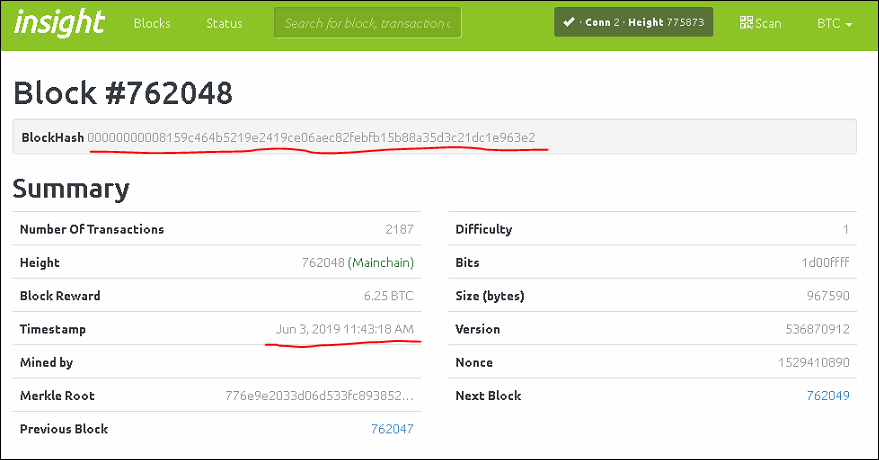 insight Blocks Status Search for block, transaction o ✔ · Conn 2 · Height 775873 Scan BTC
Block #762048
BlockHash 00000000008159c464b5219e2419ce06aec82febfb15b88a35d3c21dc1e963e2
Summary
Number Of Transactions 2187 Difficulty 1
Height 762048 (Mainchain) Bits 1d00ffff
Block Reward 6.25 BTC Size (bytes) 967590
Timestamp Jun 3, 2019 11:43:18 AM Version 536870912
Mined by Nonce 1529410890
Merkle Root 776e9e2033d06d533fc893852... Next Block 762049
Previous Block 762047